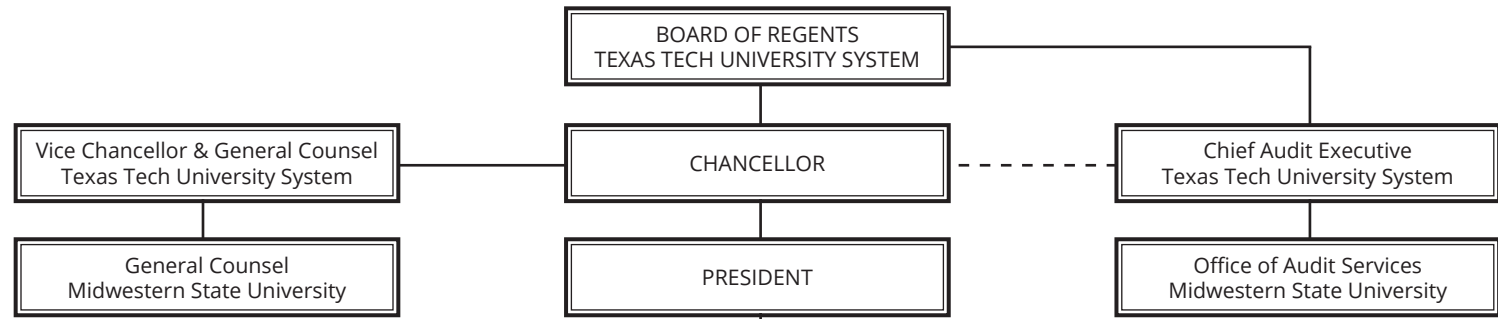 BOARD OF REGENTS
TEXAS TECH UNIVERSITY SYSTEM
Vice Chancellor & General Counsel
Texas Tech University System
CHANCELLOR
Chief Audit Executive
Texas Tech University System
General Counsel
Midwestern State University
PRESIDENT
Office of Audit Services
Midwestern State University